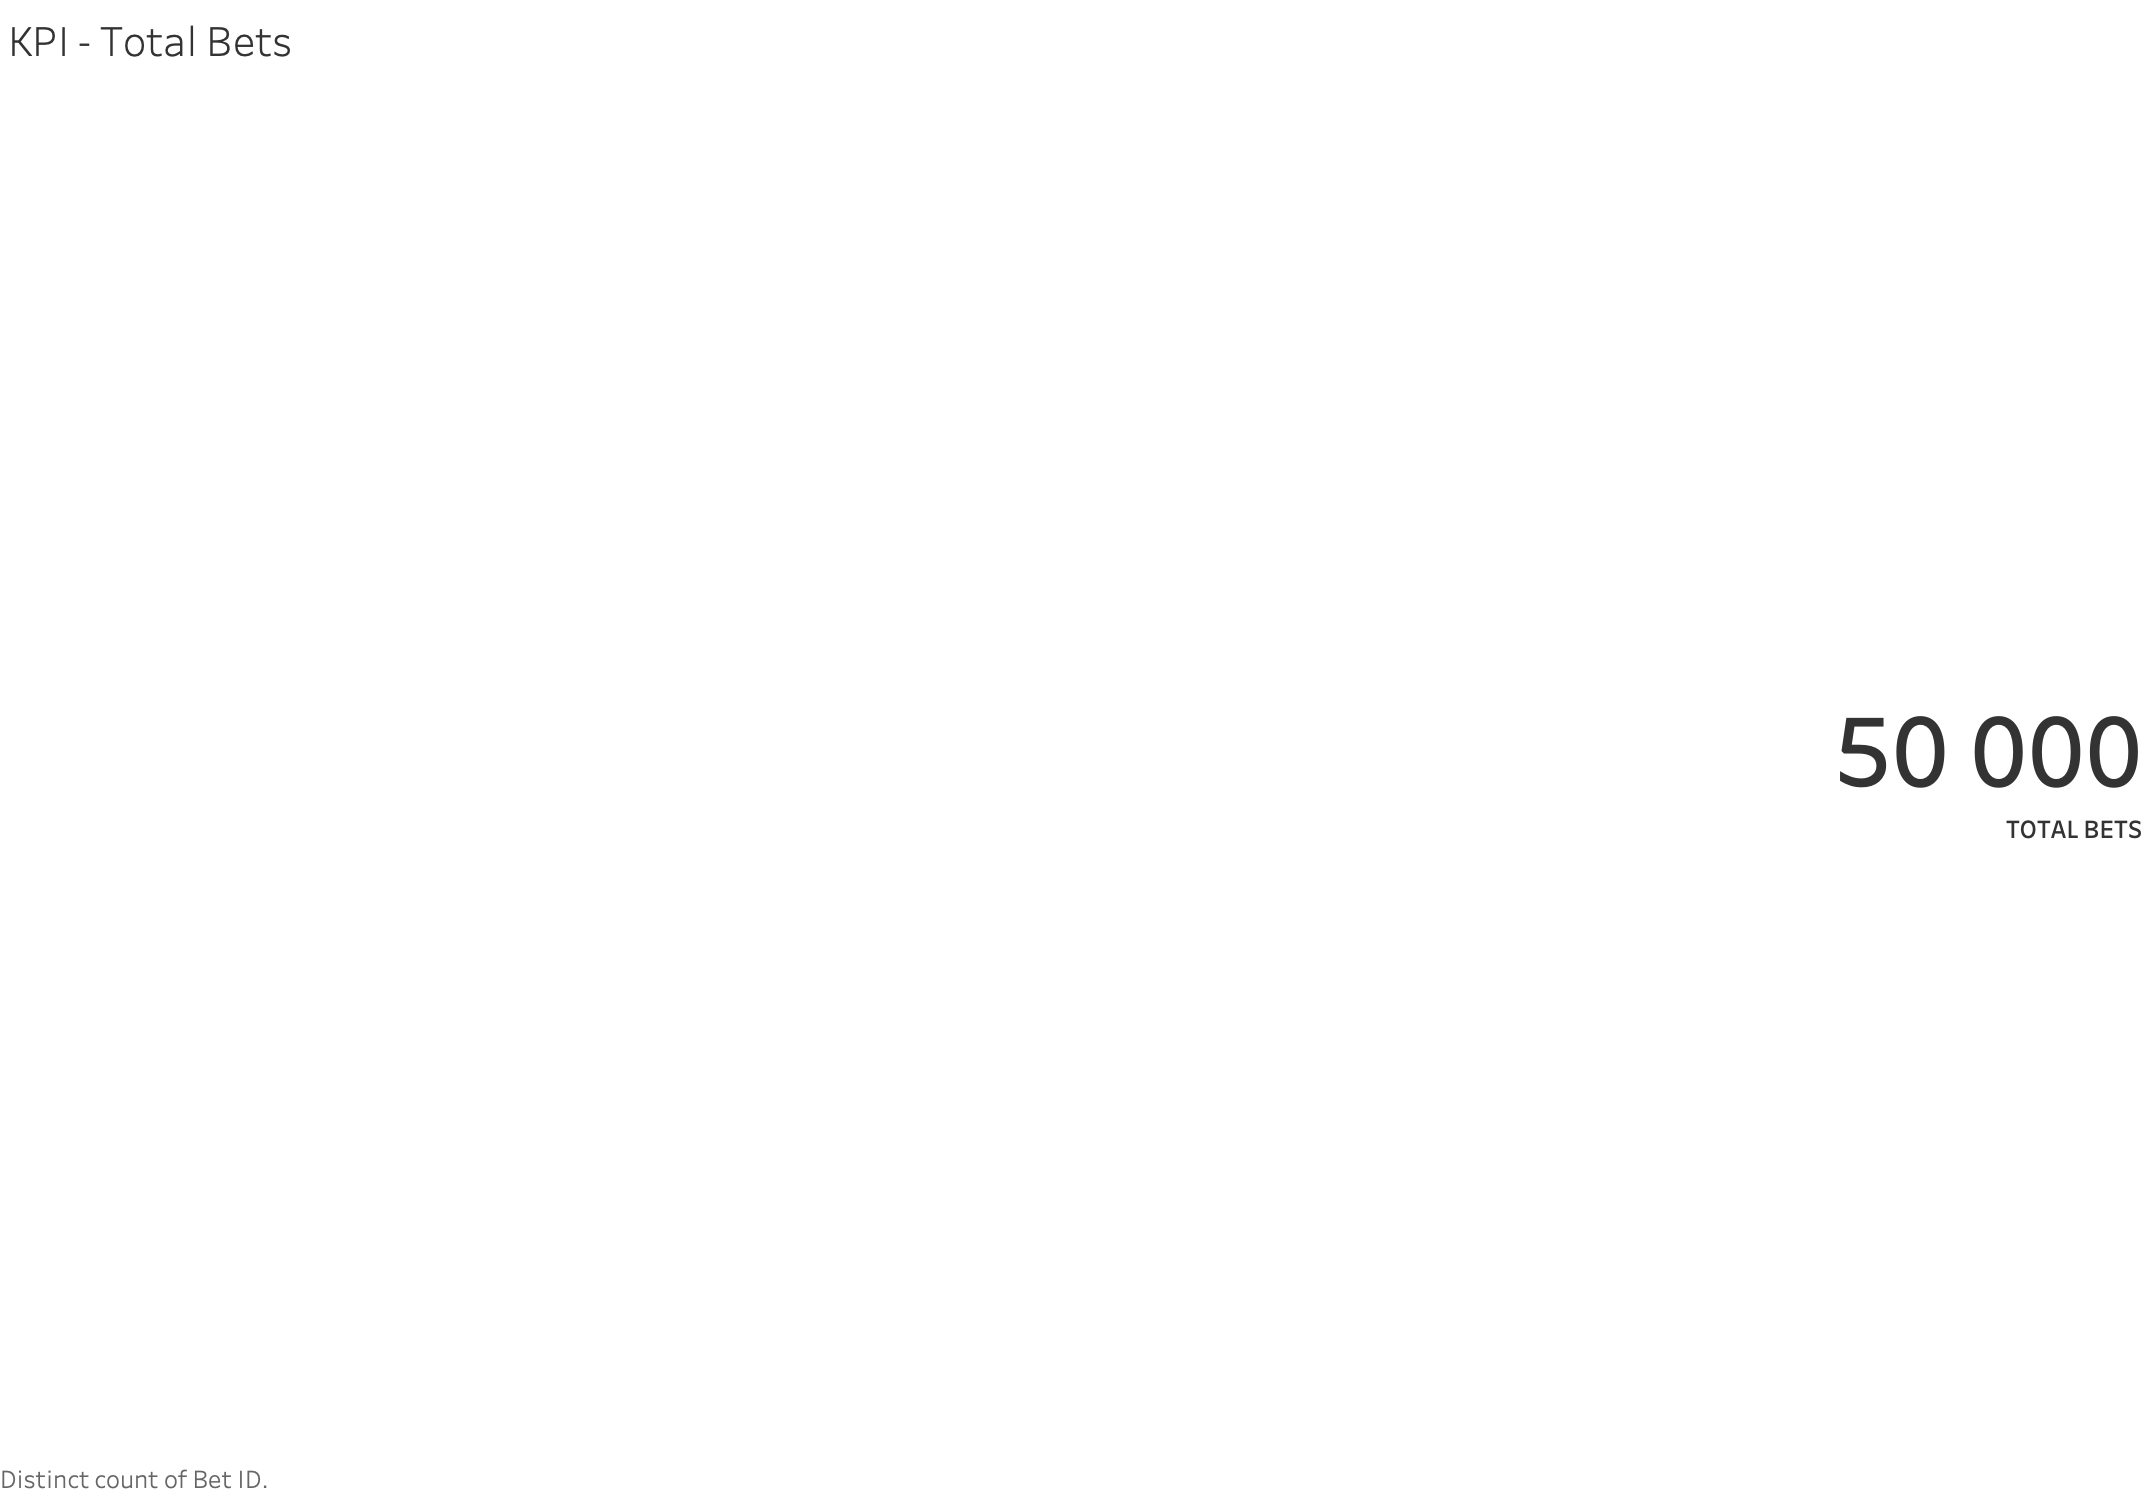 KPI - Total Bets
50 000
TOTAL BETS
Distinct count of Bet ID.